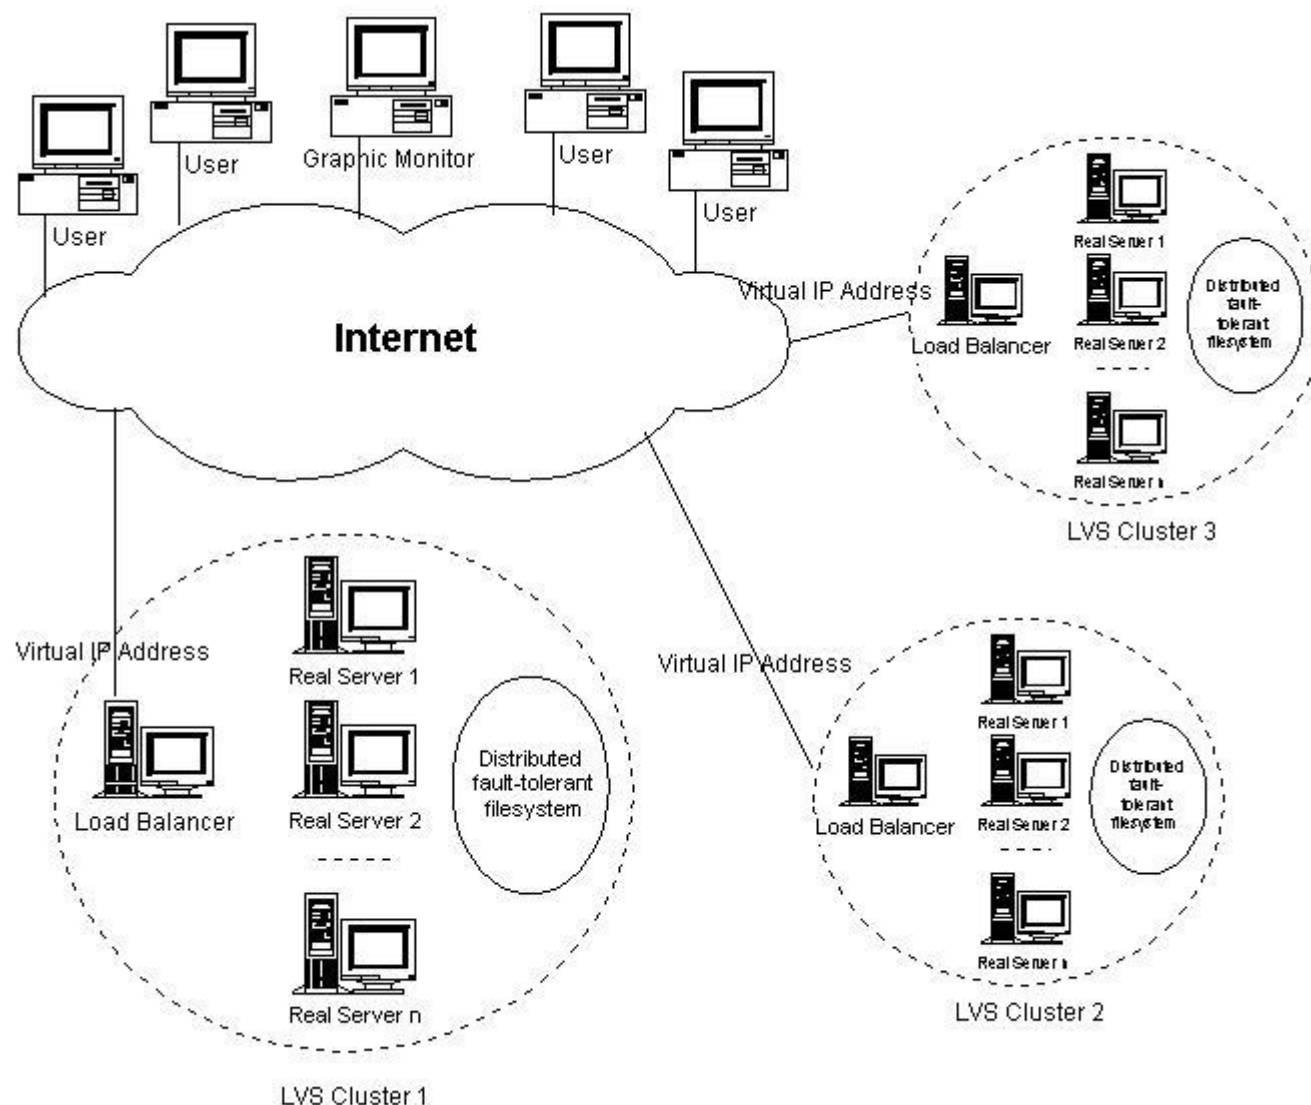 User
Graphic Monitor
User
User
User
Internet
Virtual IP Address
Real Server 1
Load Balancer
Real Server 2
Real Server n
Distributed
fault-
tolerant
filesystem
LVS Cluster 3
Virtual IP Address
Real Server 1
Load Balancer
Real Server 2
Real Server n
Distributed
fault-tolerant
filesystem
LVS Cluster 1
Virtual IP Address
Real Server 1
Load Balancer
Real Server 2
Real Server n
Distributed
fault-
tolerant
filesystem
LVS Cluster 2